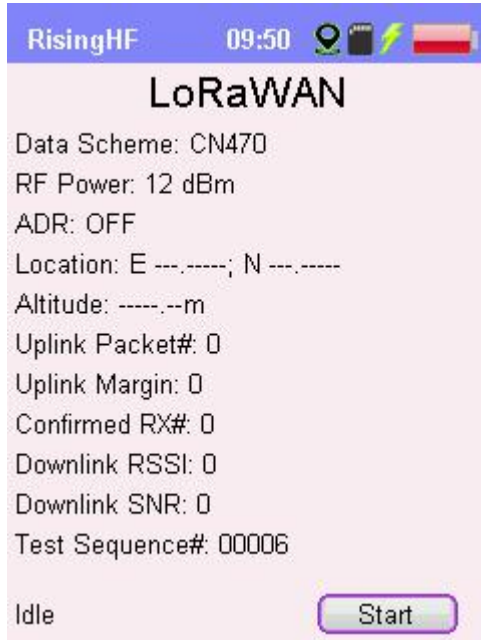 RisingHF 09:50
LoRaWAN
Data Scheme: CN470
RF Power: 12 dBm
ADR: OFF
Location: E ---.-----; N ---.-----
Altitude: -----.--m
Uplink Packet#: 0
Uplink Margin: 0
Confirmed RX#: 0
Downlink RSSI: 0
Downlink SNR: 0
Test Sequence#: 00006
Idle Start